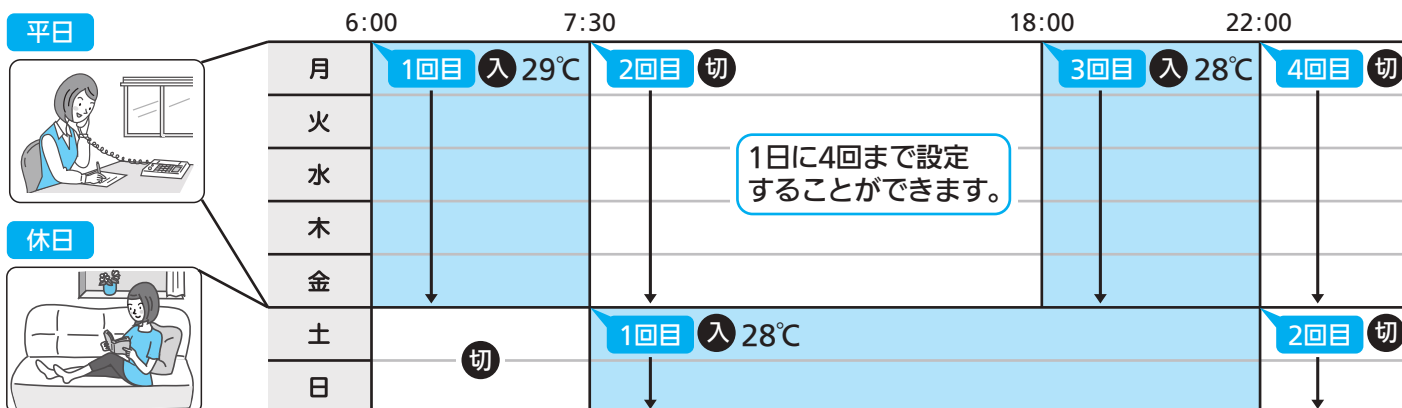 平日
6:00 7:30 18:00 22:00
月 1回目 入 29℃ 2回目 切 3回目 入 28℃ 4回目 切
火
水
1日に4回まで設定
することができます。
木
休日
金
土 1回目 入 28℃ 2回目 切
切
日